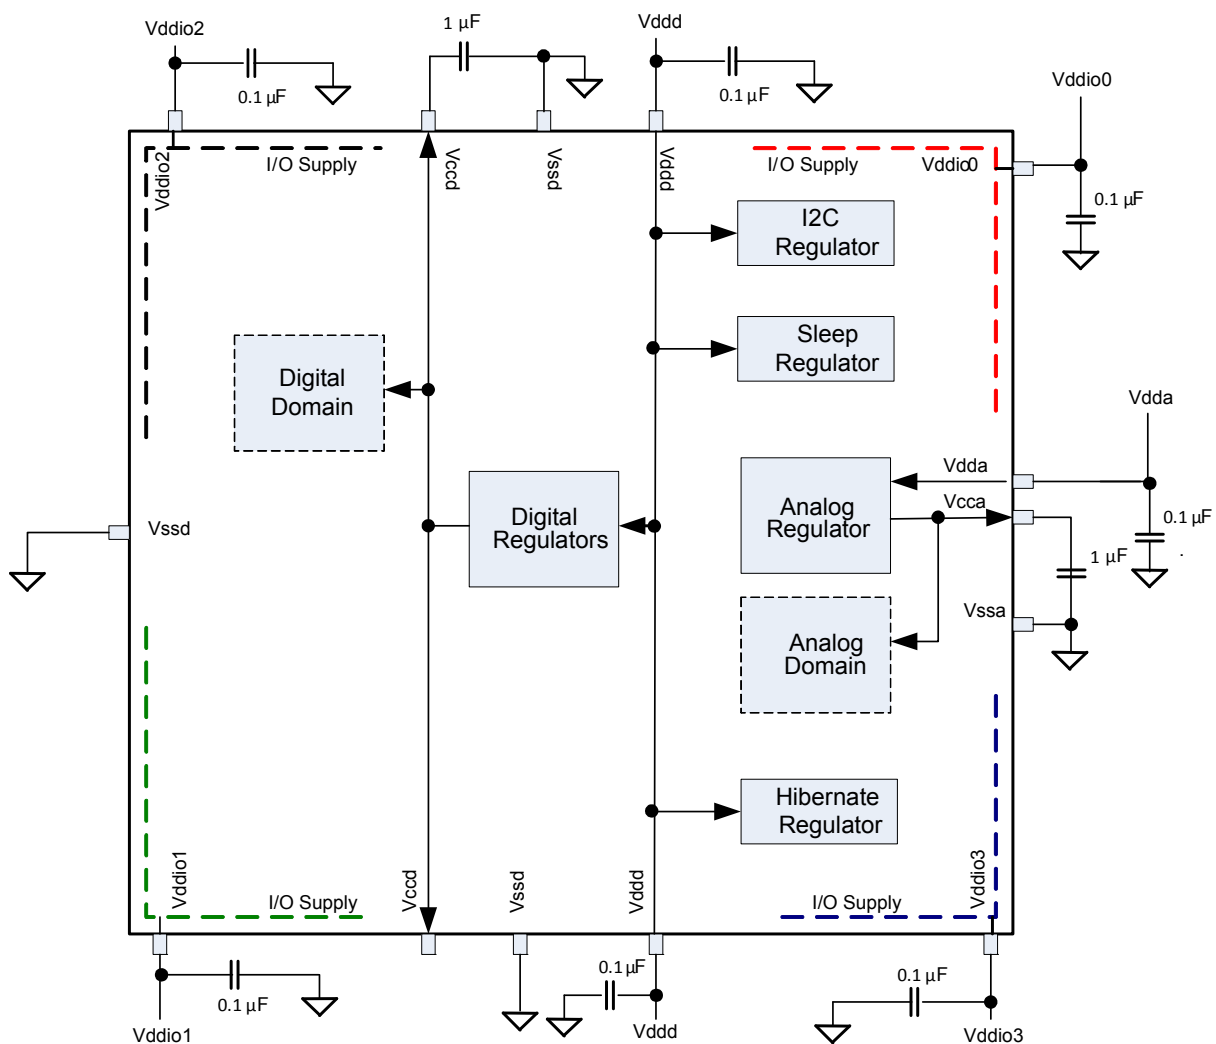 Vddio2
1 µF
Vddd
0.1 µF
0.1 µF
Vddio0
0.1 µF
Vddio2
I/O Supply
Vccd
Vssd
Vddd
I/O Supply
Vddio0
I2C
Regulator
Sleep
Regulator
Digital
Domain
Vdda
Vdda
Vcca
0.1 µF
1 µF
Analog
Regulator
Digital
Regulators
Vssd
Vssa
Analog
Domain
Hibernate
Regulator
Vddio1
I/O Supply
Vccd
Vssd
Vddd
I/O Supply
Vddio3
0.1 µF
0.1 µF
0.1 µF
Vddio1
Vddd
Vddio3